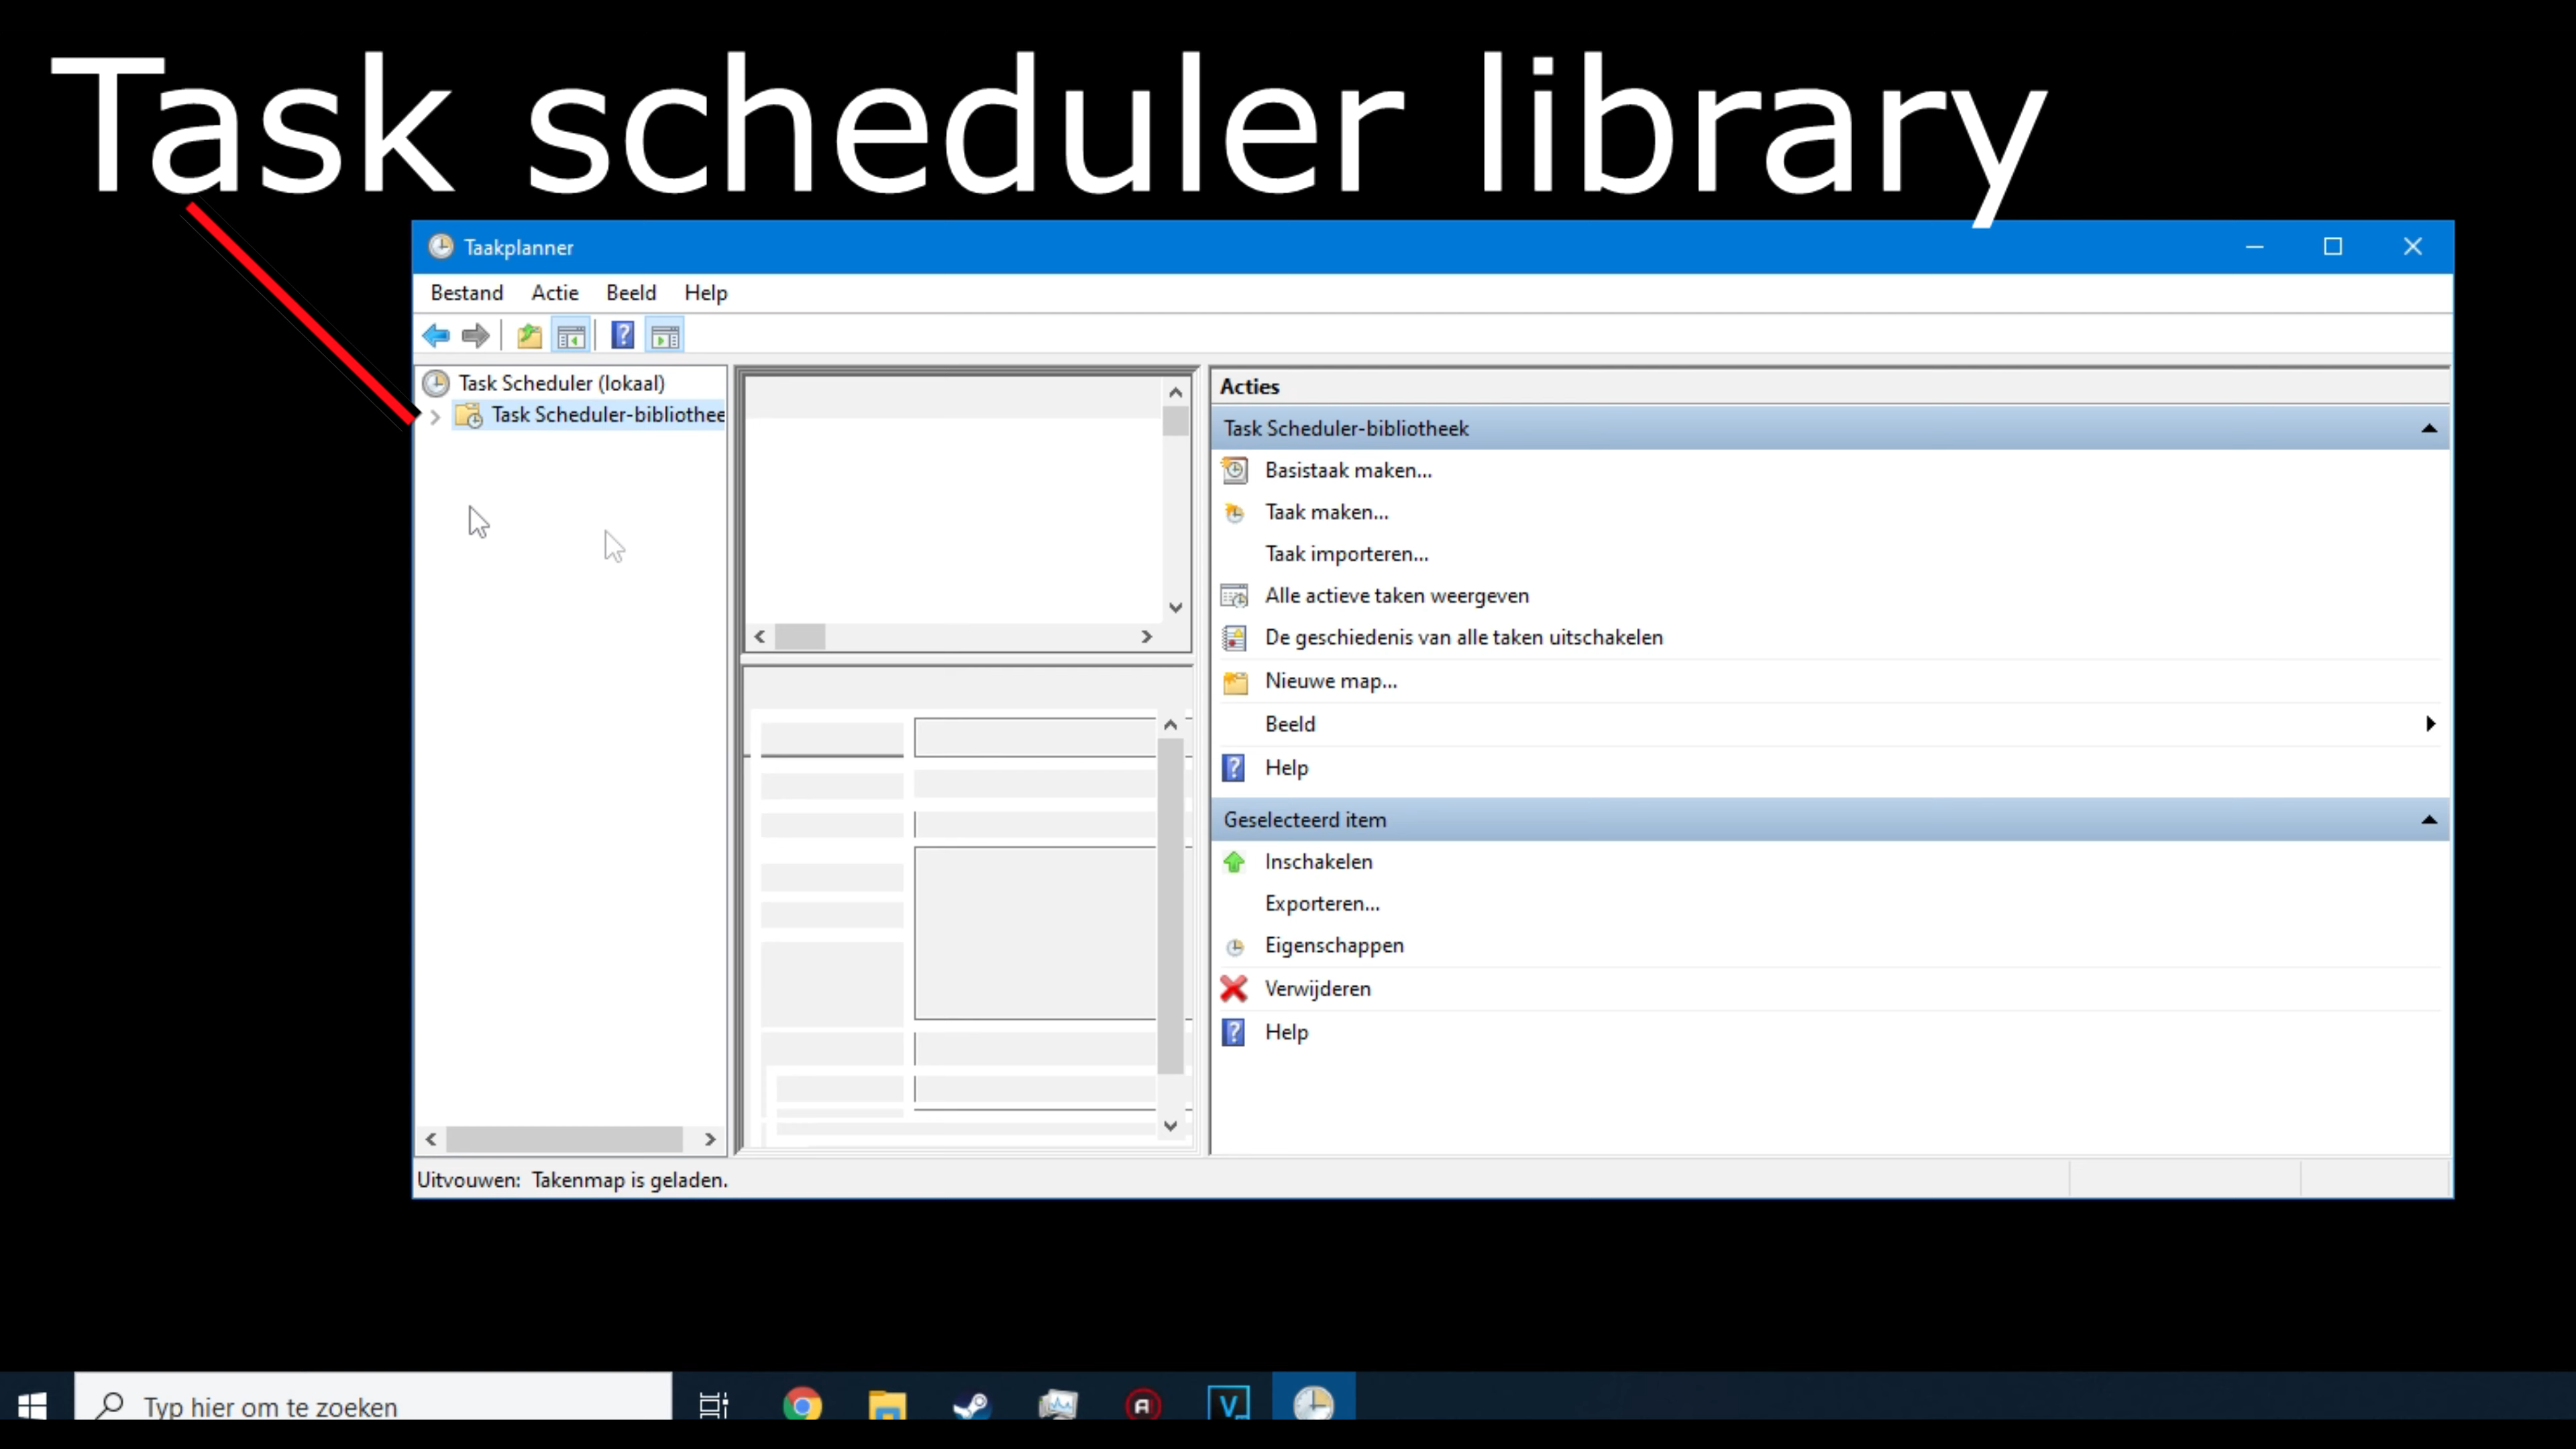 Task scheduler library
Taakplanner
Bestand Actie Beeld Help
Task Scheduler (lokaal)
Task Scheduler-bibliothee
Acties
Task Scheduler-bibliotheek
Basistaak maken...
Taak maken...
Taak importeren...
Alle actieve taken weergeven
De geschiedenis van alle taken uitschakelen
Nieuwe map...
Beeld
Help
Geselecteerd item
Inschakelen
Exporteren...
Eigenschappen
Verwijderen
Help
Uitvouwen: Takenmap is geladen.
Typ hier om te zoeken